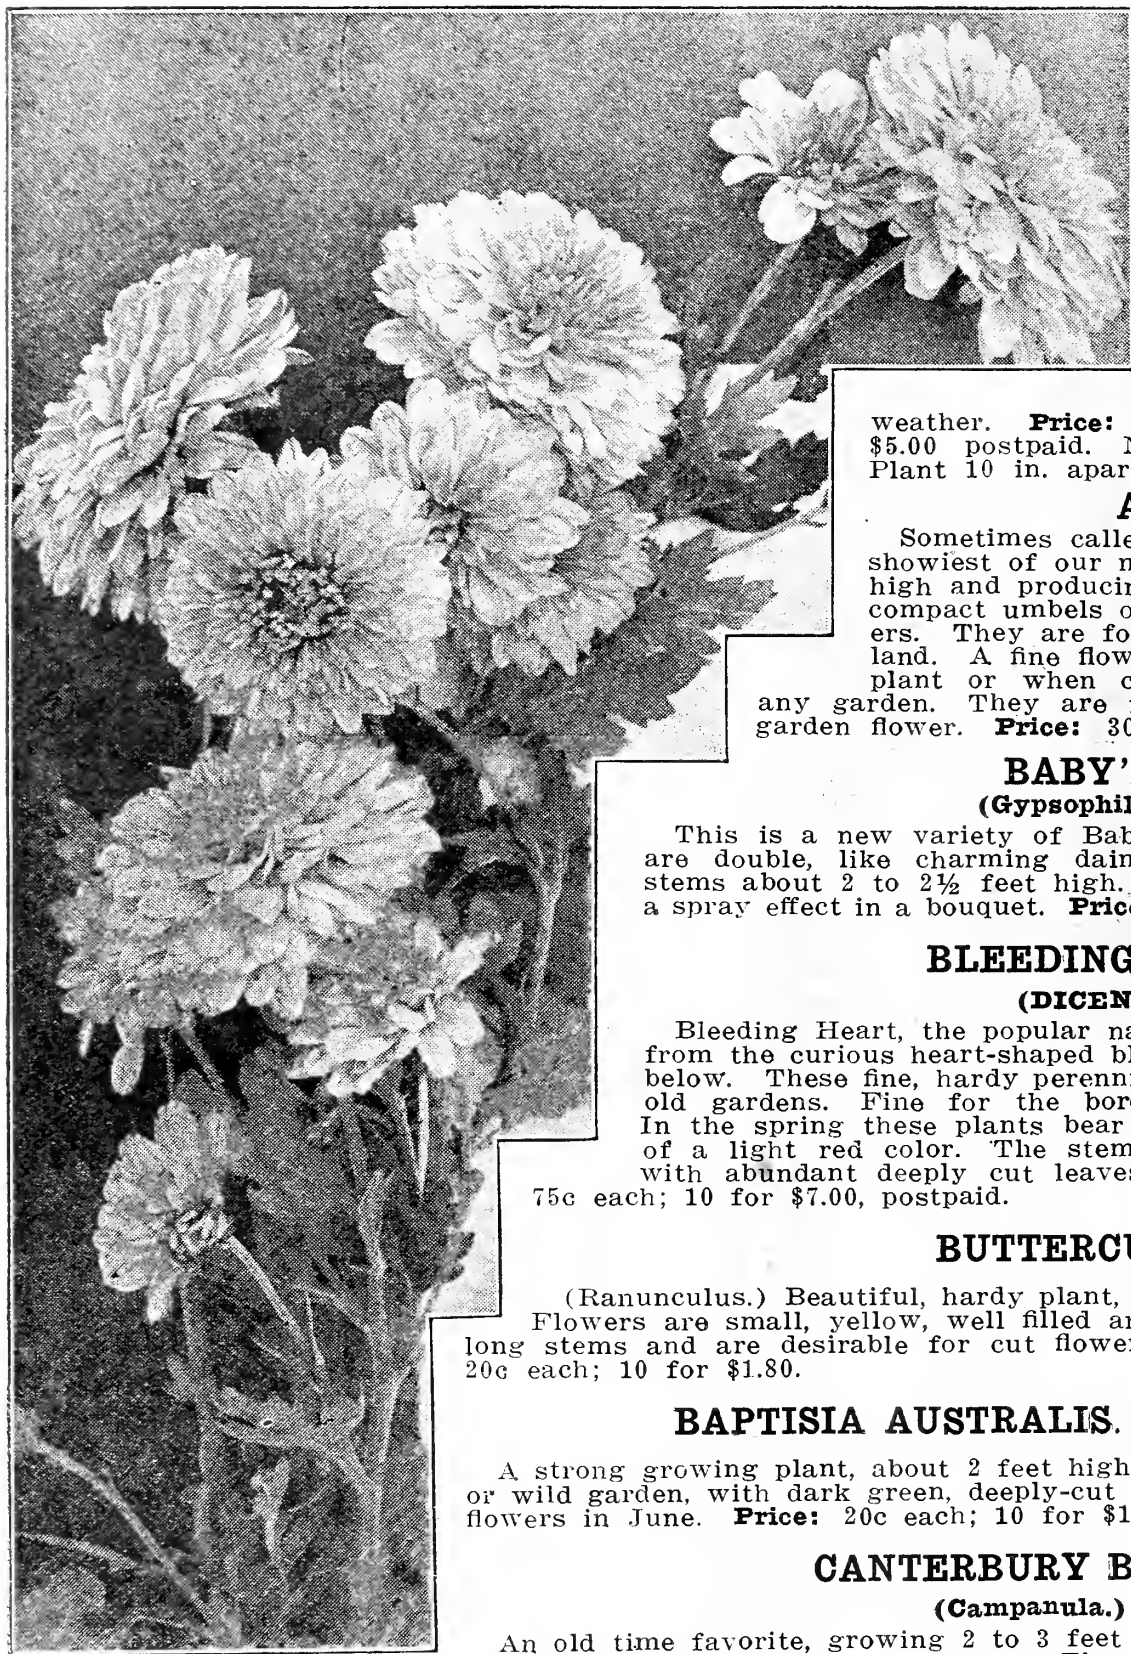 weather. Price:
$5.00 postpaid.
Plant 10 in. apar
A
Sometimes calle
showiest of our n
high and producin
compact umbels o
ers. They are fo
land. A fine flow
plant or when c
any garden. They are
garden flower. Price: 30
BABY'
(Gypsophil
This is a new variety of Bab
are double, like charming dain
stems about 2 to 2½ feet high.
a spray effect in a bouquet. Pric
BLEEDING
(DICEN
Bleeding Heart, the popular na
from the curious heart-shaped bl
below. These fine, hardy perenni
old gardens. Fine for the bor
In the spring these plants bear
of a light red color. The stem
with abundant deeply cut leaves
75c each; 10 for $7.00, postpaid.
BUTTERCU
(Ranunculus.) Beautiful, hardy plant,
Flowers are small, yellow, well filled an
long stems and are desirable for cut flowe
20c each; 10 for $1.80.
BAPTISIA AUSTRALIS.
A strong growing plant, about 2 feet high
or wild garden, with dark green, deeply-cut
flowers in June. Price: 20c each; 10 for $1
CANTERBURY B
(Campanula.)
An old time favorite, growing 2 to 3 feet